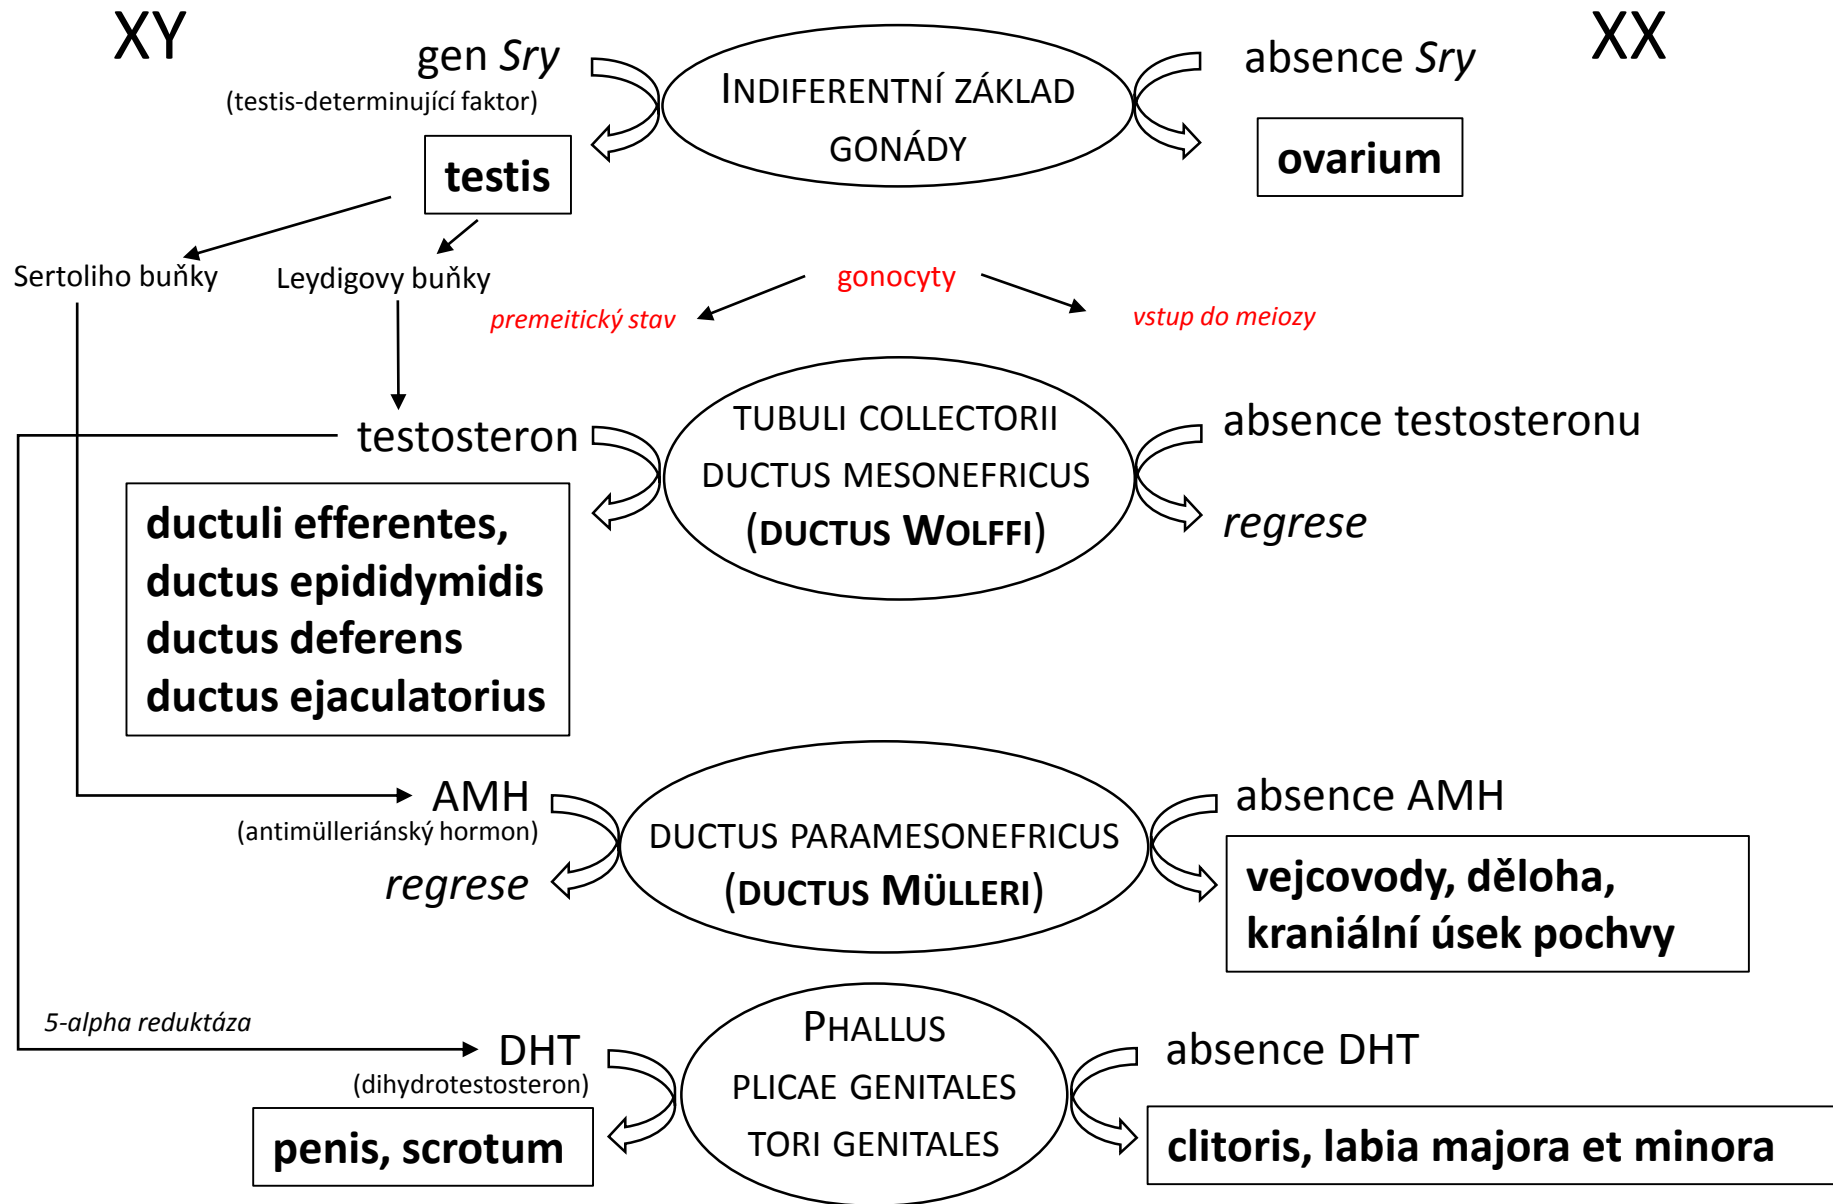 XY
XX
gen Sry
(testis-determinující faktor)
INDIFERENTNÍ ZÁKLAD
GONÁDY
absence Sry
testis
ovarium
Sertoliho buňky
Leydigovy buňky
gonocyty
premeitický stav
vstup do meiozy
testosteron
TUBULI COLLECTORII
DUCTUS MESONEFRICUS
(DUCTUS WOLFFI)
absence testosteronu
regrese
ductuli efferentes,
ductus epididymidis
ductus deferens
ductus ejaculatorius
AMH
(antimülleriánský hormon)
regrese
DUCTUS PARAMESONEFRICUS
(DUCTUS MÜLLERI)
absence AMH
vejcovody, děloha,
kraniální úsek pochvy
5-alpha reduktáza
DHT
(dihydrotestosteron)
PHALLUS
PLICAE GENITALES
TORI GENITALES
absence DHT
penis, scrotum
clitoris, labia majora et minora